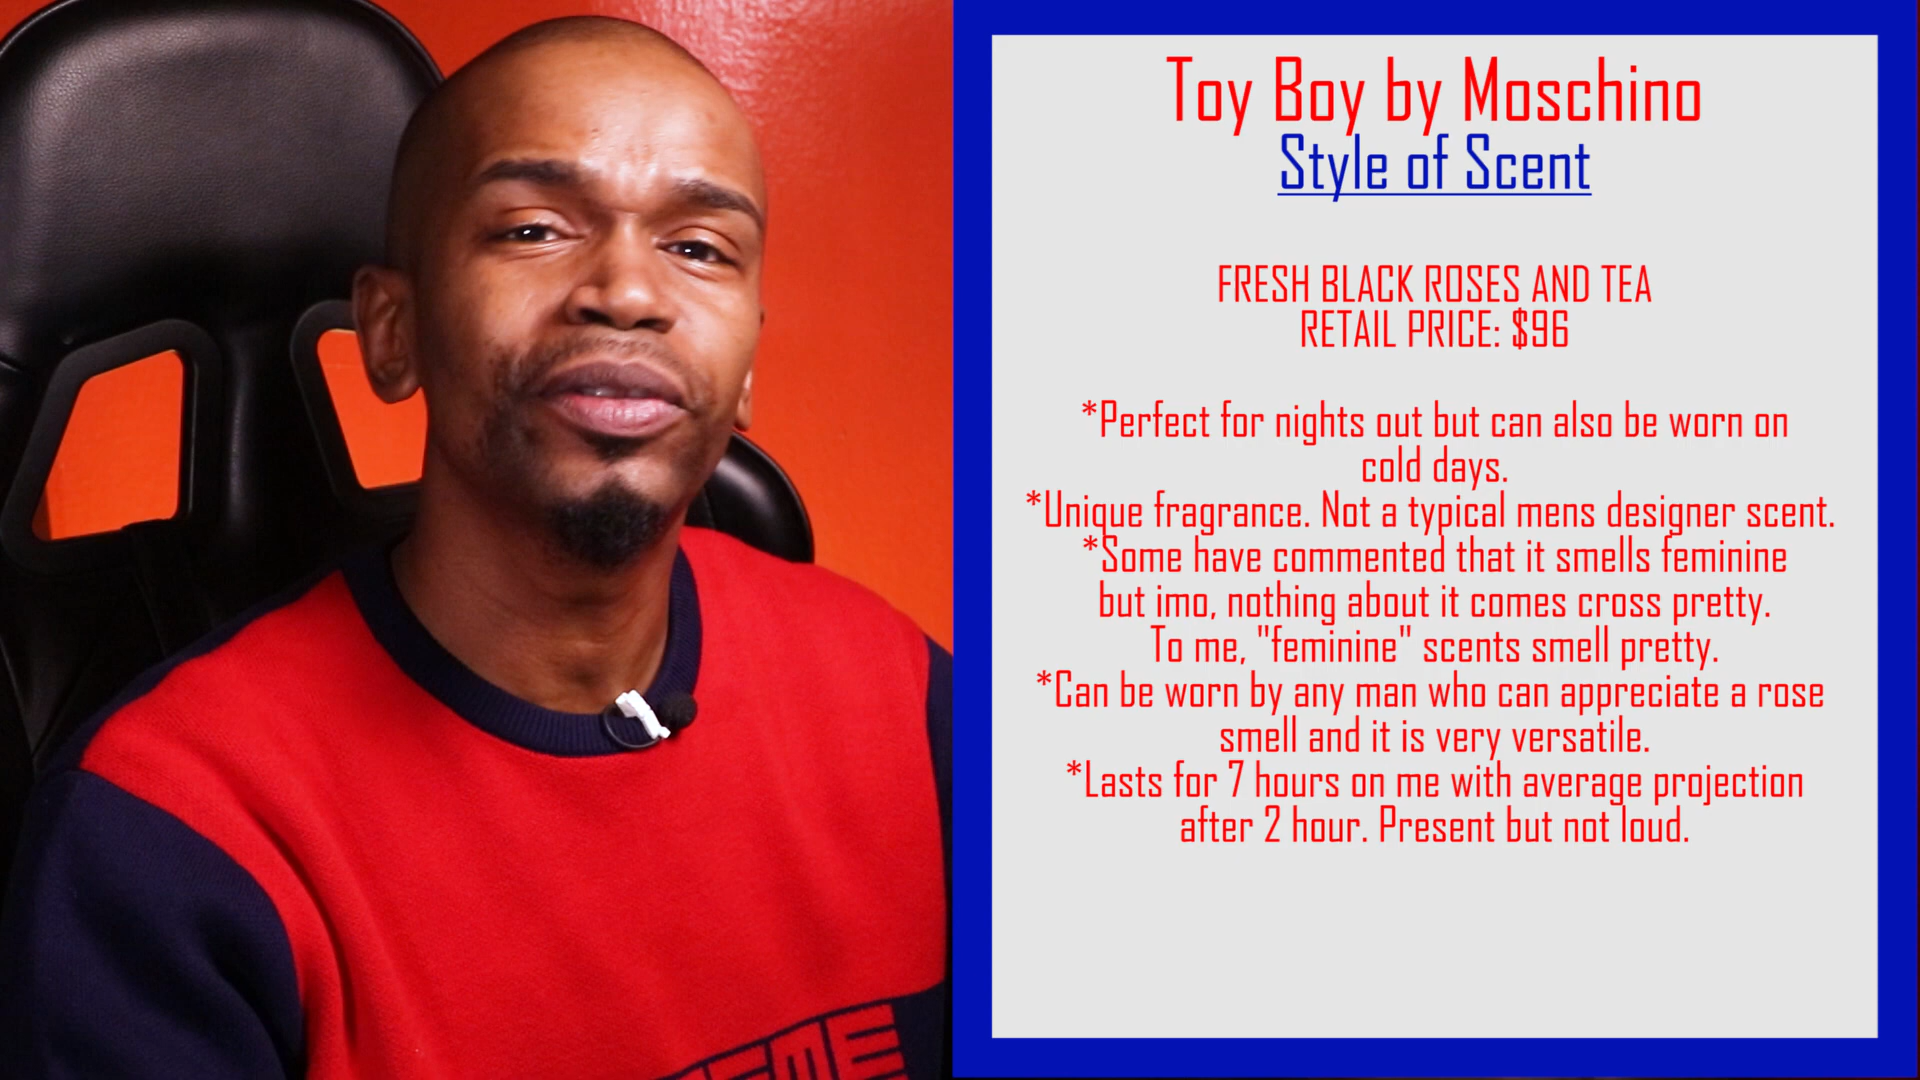 Toy Boy by Moschino
Style of Scent
FRESH BLACK ROSES AND TEA
RETAIL PRICE: $96
*Perfect for nights out but can also be worn on
cold days.
*Unique fragrance. Not a typical mens designer scent.
*Some have commented that it smells feminine
but imo, nothing about it comes cross pretty.
To me, "feminine" scents smell pretty.
*Can be worn by any man who can appreciate a rose
smell and it is very versatile.
*Lasts for 7 hours on me with average projection
after 2 hour. Present but not loud.